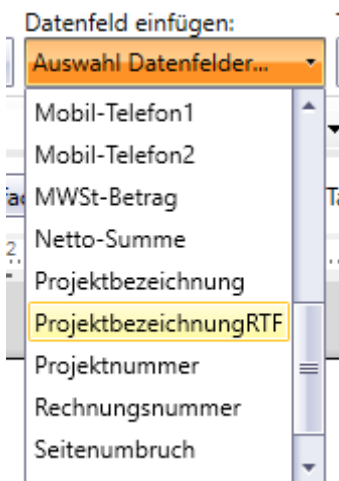 Datenfeld einfügen:
Auswahl Datenfelder...
Mobil-Telefon1
Mobil-Telefon2
MWSt-Betrag
Netto-Summe
Projektbezeichnung
ProjektbezeichnungRTF
Projektnummer
Rechnungsnummer
Seitenumbruch